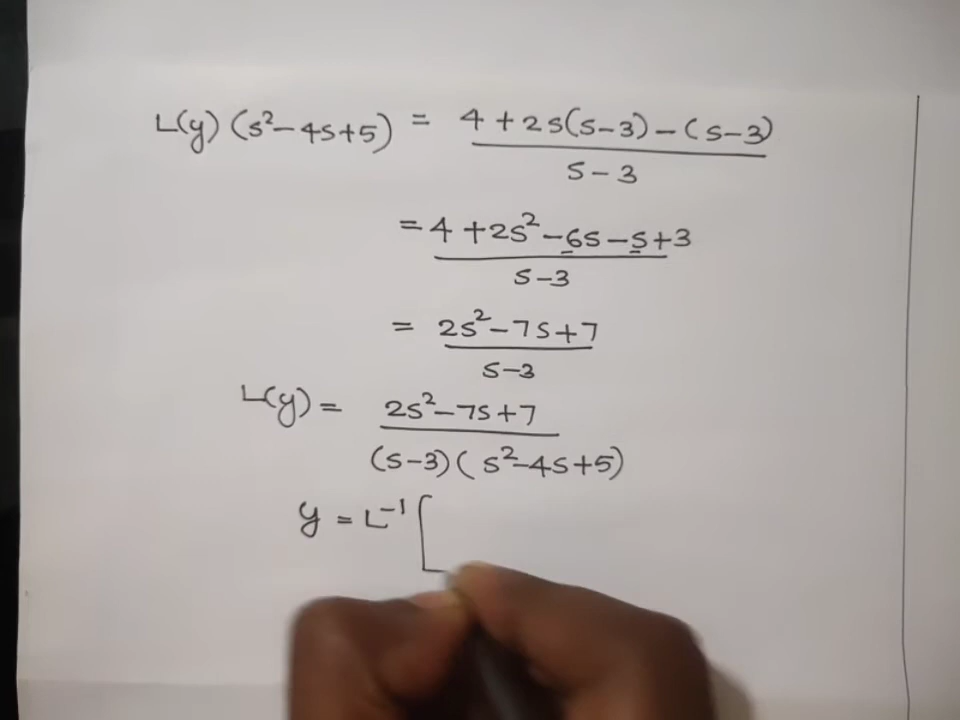 L(y) (s²-4s+5) = 4+2s(s-3)-(s-3)
s-3
= 4+2s²-6s-s+3
s-3
= 2s²-7s+7
s-3
L(y) = 2s²-7s+7
(s-3)(s²-4s+5)
y = L⁻¹[